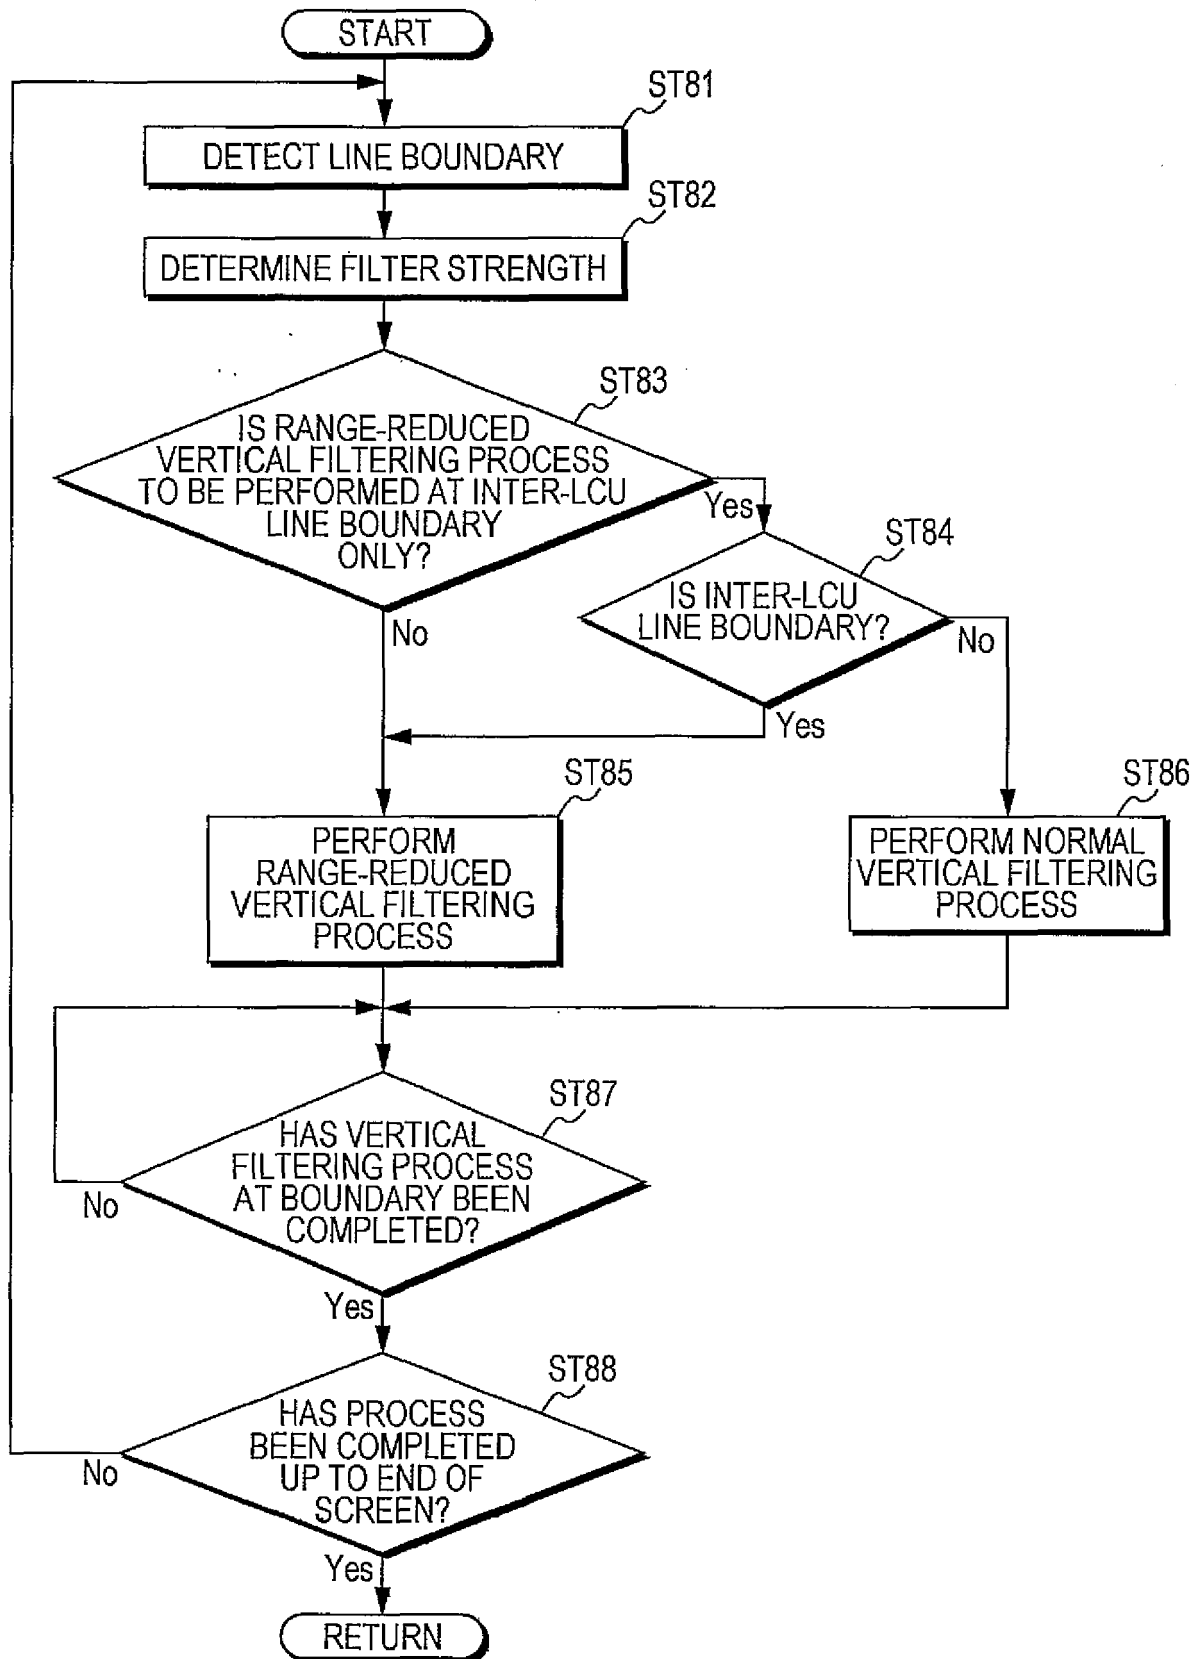 START
ST81
DETECT LINE BOUNDARY
ST82
DETERMINE FILTER STRENGTH
ST83
IS RANGE-REDUCED
VERTICAL FILTERING PROCESS
TO BE PERFORMED AT INTER-LCU
LINE BOUNDARY
ONLY?
Yes
No
ST84
IS INTER-LCU
LINE BOUNDARY?
No
Yes
ST85
PERFORM
RANGE-REDUCED
VERTICAL FILTERING
PROCESS
ST86
PERFORM NORMAL
VERTICAL FILTERING
PROCESS
ST87
HAS VERTICAL
FILTERING PROCESS
AT BOUNDARY BEEN
COMPLETED?
No
Yes
ST88
HAS PROCESS
BEEN COMPLETED
UP TO END OF
SCREEN?
No
Yes
RETURN